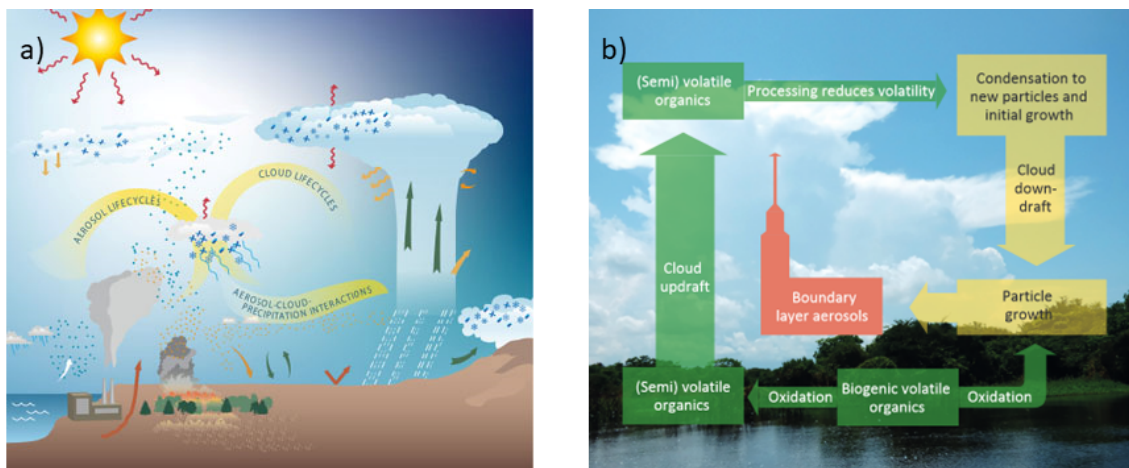 a)
AEROSOL LIFECYCLES
CLOUD LIFECYCLES
AEROSOL-CLOUD-
PRECIPITATION INTERACTIONS
b)
(Semi) volatile
organics
Processing reduces volatility
Condensation to
new particles and
initial growth
Cloud
down-
draft
Cloud
updraft
Boundary
layer aerosols
Particle
growth
(Semi) volatile
organics
Oxidation
Biogenic volatile
organics
Oxidation